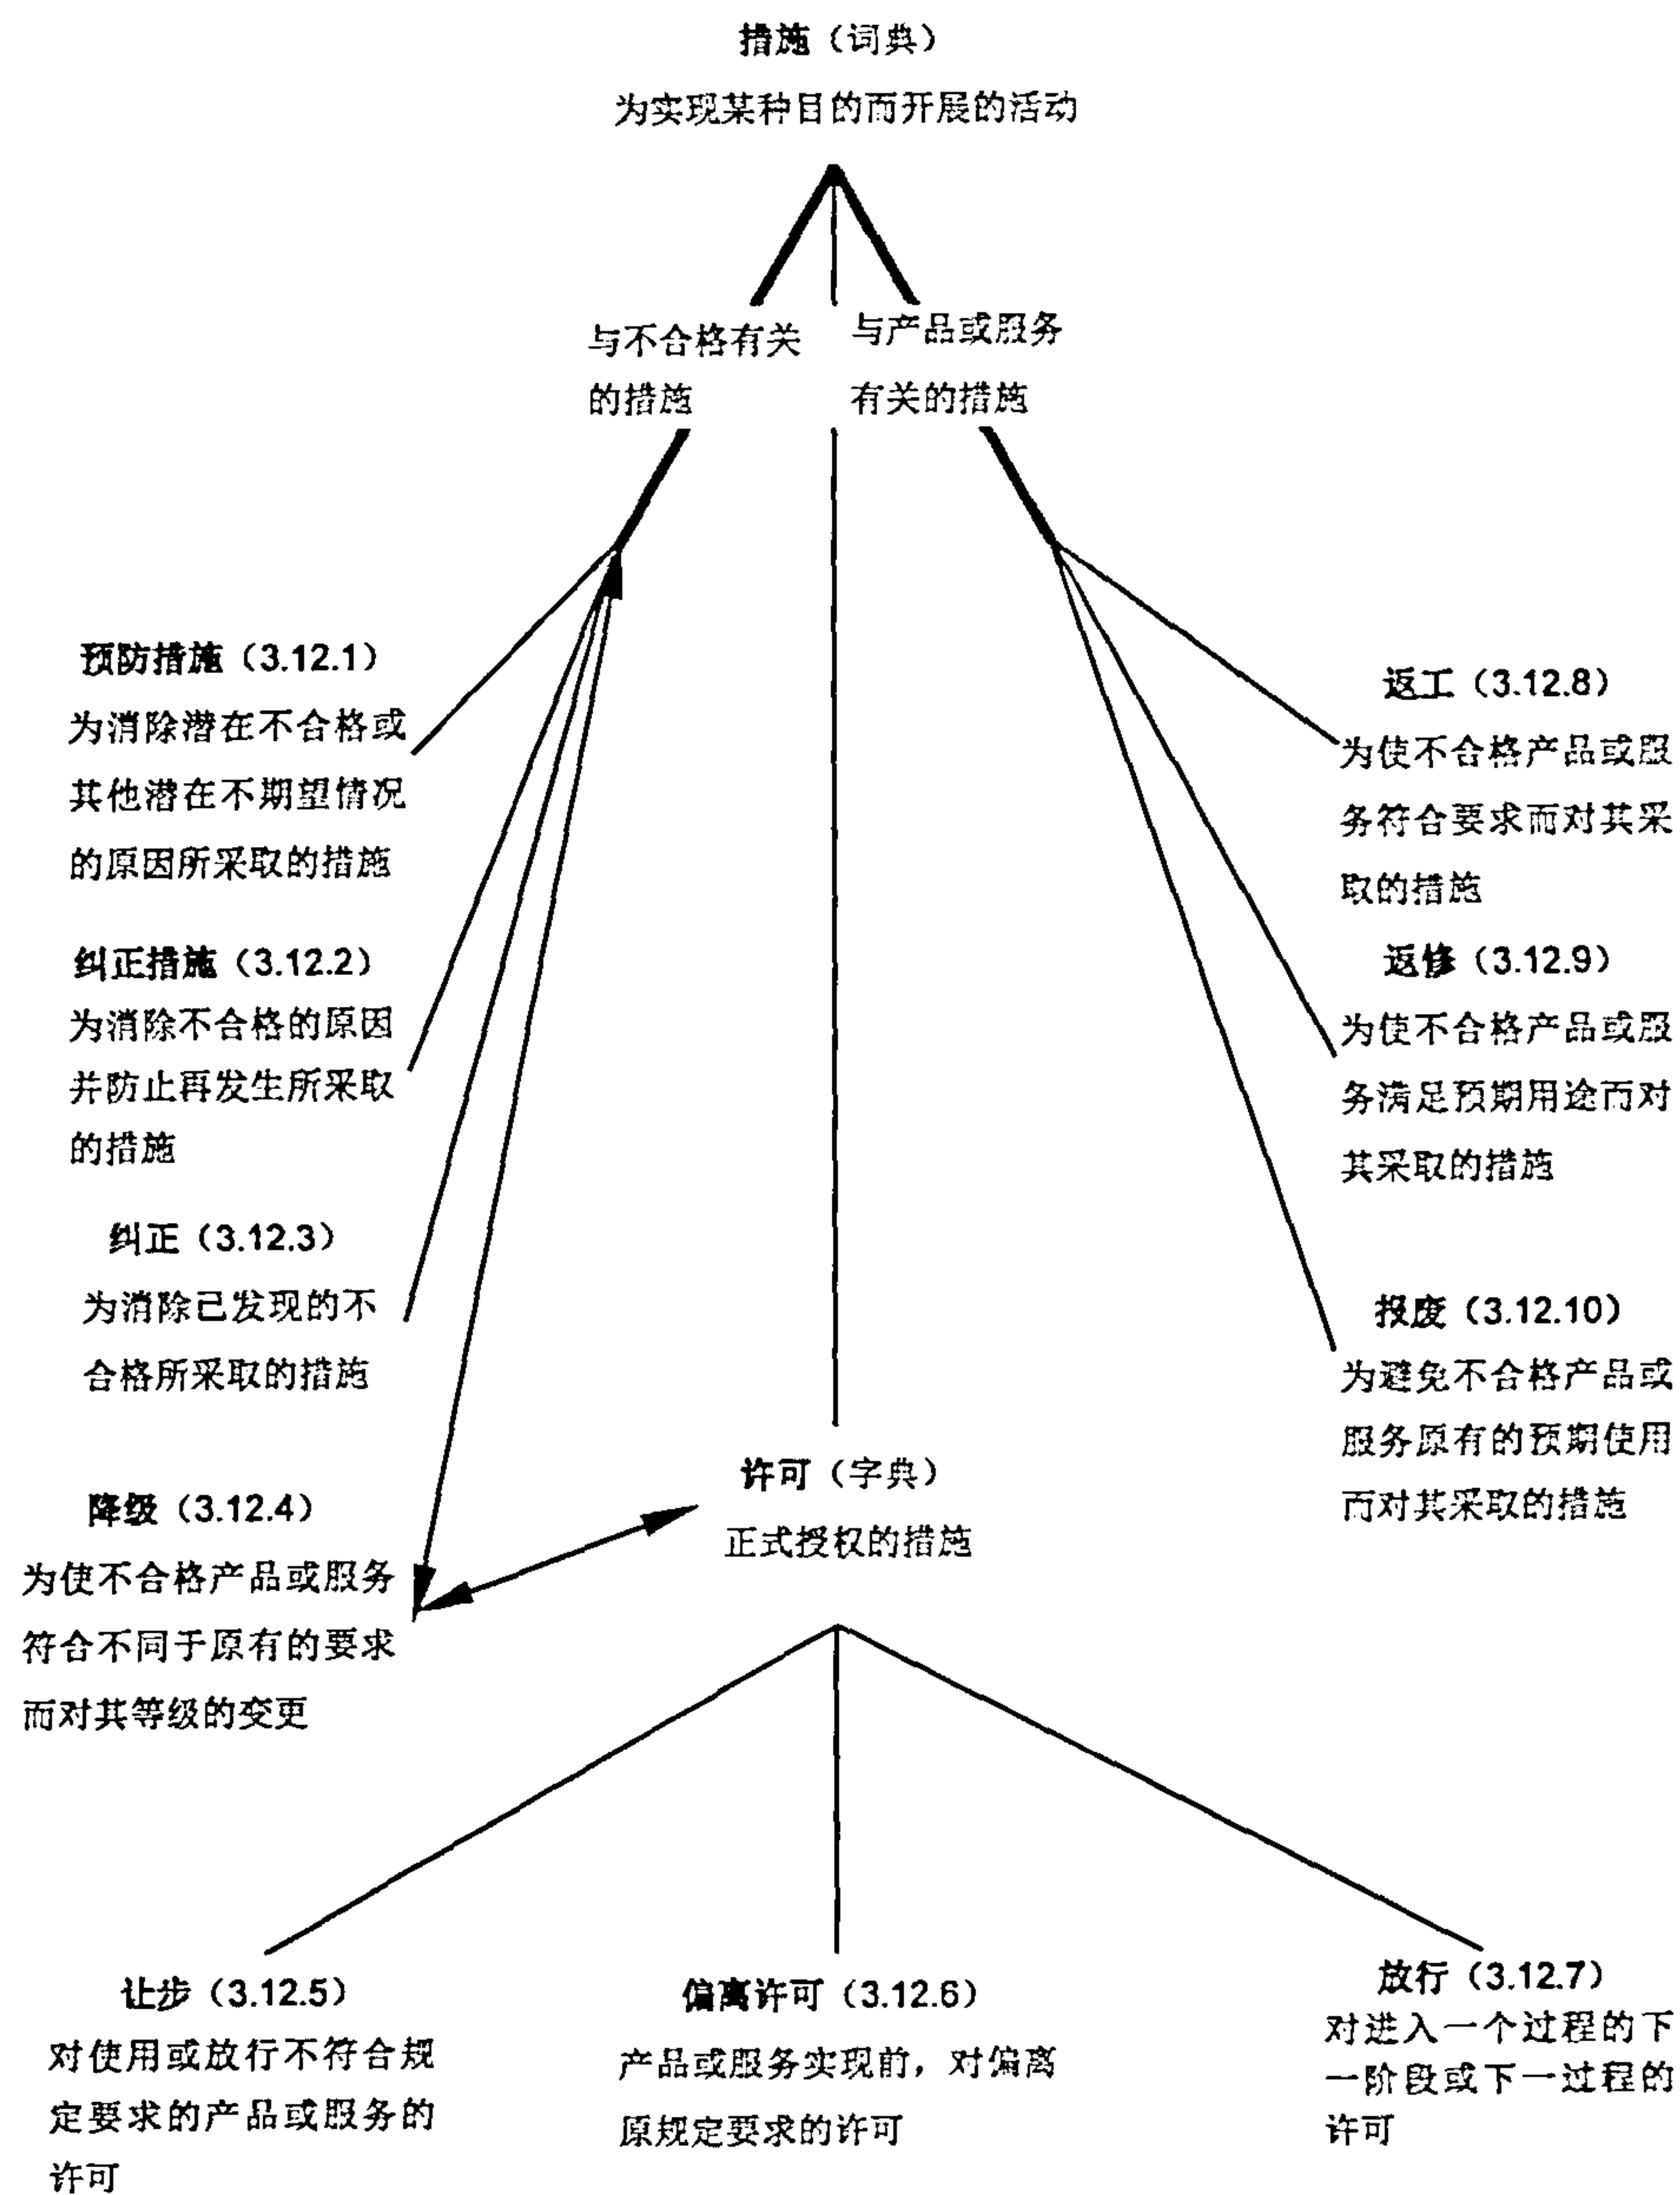 措施（词典）
为实现某种目的而开展的活动
与不合格有关
的措施
与产品或服务
有关的措施
预防措施（3.12.1）
为消除潜在不合格或
其他潜在不期望情况
的原因所采取的措施
纠正措施（3.12.2）
为消除不合格的原因
并防止再发生所采取
的措施
纠正（3.12.3）
为消除已发现的不
合格所采取的措施
降级（3.12.4）
为使不合格产品或服务
符合不同于原有的要求
而对其等级的变更
许可（字典）
正式授权的措施
返工（3.12.8）
为使不合格产品或服
务符合要求而对其采
取的措施
返修（3.12.9）
为使不合格产品或服
务满足预期用途而对
其采取的措施
报废（3.12.10）
为避免不合格产品或
服务原有的预期使用
而对其采取的措施
让步（3.12.5）
对使用或放行不符合规
定要求的产品或服务的
许可
偏离许可（3.12.6）
产品或服务实现前，对偏离
原规定要求的许可
放行（3.12.7）
对进入一个过程的下
一阶段或下一过程的
许可